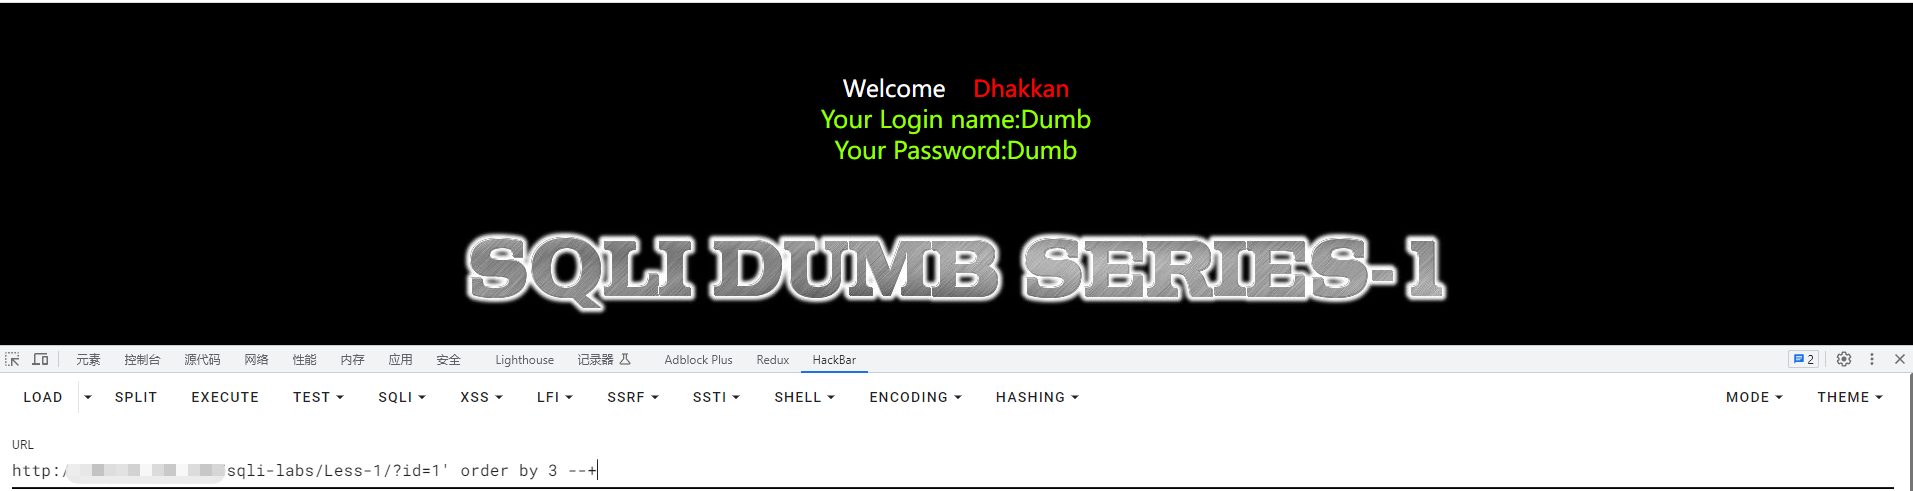 Welcome Dhakkan
Your Login name:Dumb
Your Password:Dumb
SQLI DUMB SERIES-1
元素 控制台 源代码 网络 性能 内存 应用 安全 Lighthouse 记录器 Adblock Plus Redux HackBar 2
LOAD SPLIT EXECUTE TEST SQLI XSS LFI SSRF SSTI SHELL ENCODING HASHING MODE THEME
URL
http:/ sqli-labs/Less-1/?id=1' order by 3 --+